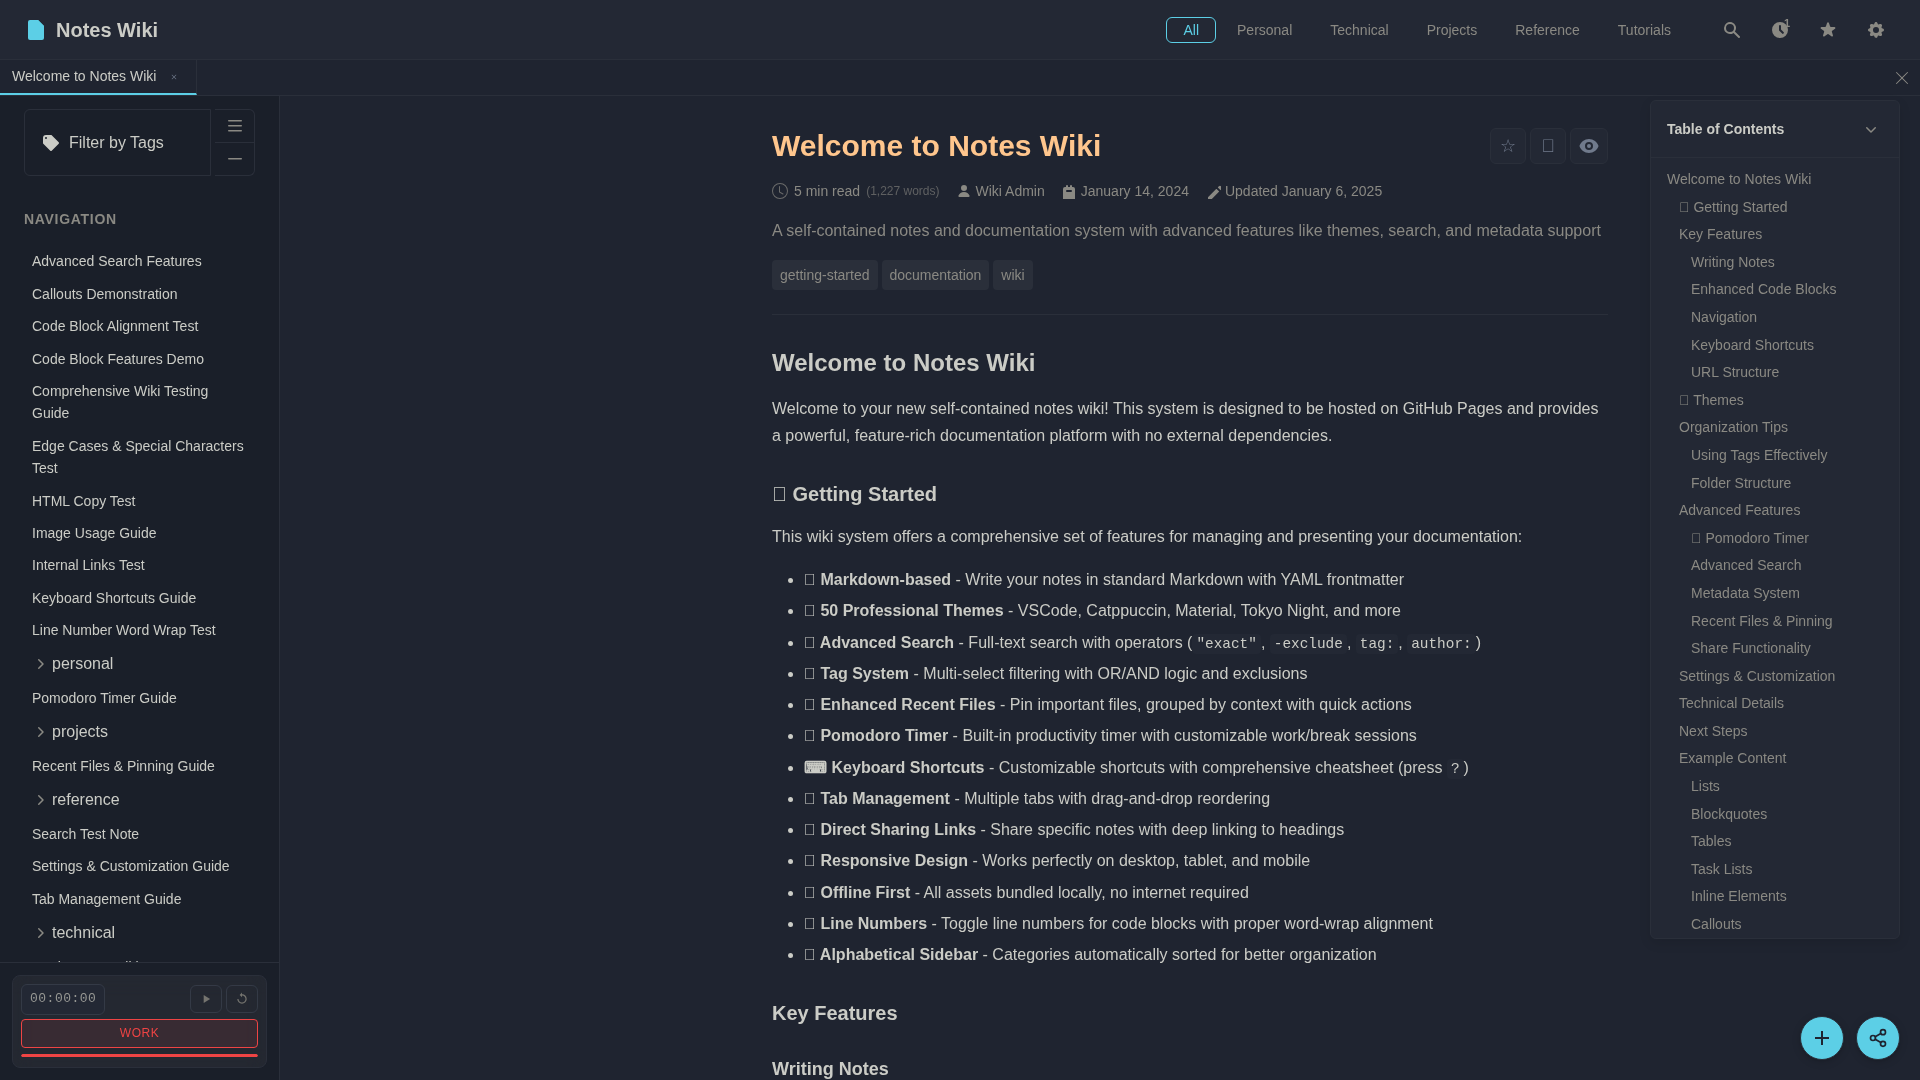 Notes Wiki
All
Personal
Technical
Projects
Reference
Tutorials
1
Welcome to Notes Wiki ×
Filter by Tags
NAVIGATION
Advanced Search Features
Callouts Demonstration
Code Block Alignment Test
Code Block Features Demo
Comprehensive Wiki Testing
Guide
Edge Cases & Special Characters
Test
HTML Copy Test
Image Usage Guide
Internal Links Test
Keyboard Shortcuts Guide
Line Number Word Wrap Test
personal
Pomodoro Timer Guide
projects
Recent Files & Pinning Guide
reference
Search Test Note
Settings & Customization Guide
Tab Management Guide
technical
00:00:00
WORK
Welcome to Notes Wiki
5 min read (1,227 words) Wiki Admin January 14, 2024 Updated January 6, 2025
A self-contained notes and documentation system with advanced features like themes, search, and metadata support
getting-started documentation wiki
Welcome to Notes Wiki
Welcome to your new self-contained notes wiki! This system is designed to be hosted on GitHub Pages and provides
a powerful, feature-rich documentation platform with no external dependencies.
Getting Started
This wiki system offers a comprehensive set of features for managing and presenting your documentation:
• Markdown-based - Write your notes in standard Markdown with YAML frontmatter
• 50 Professional Themes - VSCode, Catppuccin, Material, Tokyo Night, and more
• Advanced Search - Full-text search with operators ( "exact" , -exclude , tag: , author: )
• Tag System - Multi-select filtering with OR/AND logic and exclusions
• Enhanced Recent Files - Pin important files, grouped by context with quick actions
• Pomodoro Timer - Built-in productivity timer with customizable work/break sessions
• ⌨ Keyboard Shortcuts - Customizable shortcuts with comprehensive cheatsheet (press ? )
• Tab Management - Multiple tabs with drag-and-drop reordering
• Direct Sharing Links - Share specific notes with deep linking to headings
• Responsive Design - Works perfectly on desktop, tablet, and mobile
• Offline First - All assets bundled locally, no internet required
• Line Numbers - Toggle line numbers for code blocks with proper word-wrap alignment
• Alphabetical Sidebar - Categories automatically sorted for better organization
Key Features
Writing Notes
Table of Contents
Welcome to Notes Wiki
Getting Started
Key Features
Writing Notes
Enhanced Code Blocks
Navigation
Keyboard Shortcuts
URL Structure
Themes
Organization Tips
Using Tags Effectively
Folder Structure
Advanced Features
Pomodoro Timer
Advanced Search
Metadata System
Recent Files & Pinning
Share Functionality
Settings & Customization
Technical Details
Next Steps
Example Content
Lists
Blockquotes
Tables
Task Lists
Inline Elements
Callouts